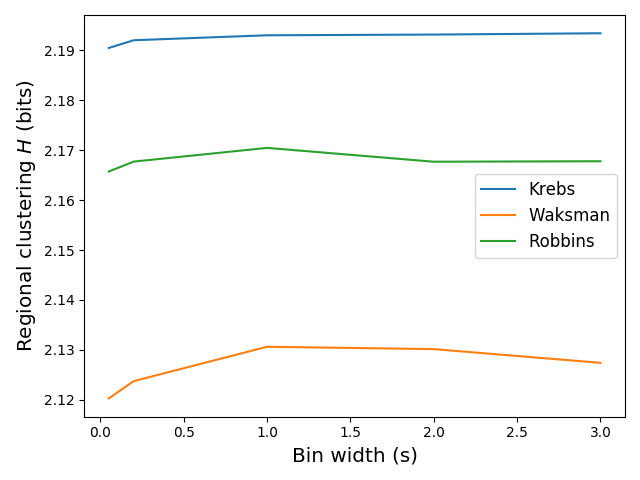 Regional clustering H (bits)
2.19
2.18
2.17
2.16
2.15
2.14
2.13
2.12
Krebs
Waksman
Robbins
0.0 0.5 1.0 1.5 2.0 2.5 3.0
Bin width (s)